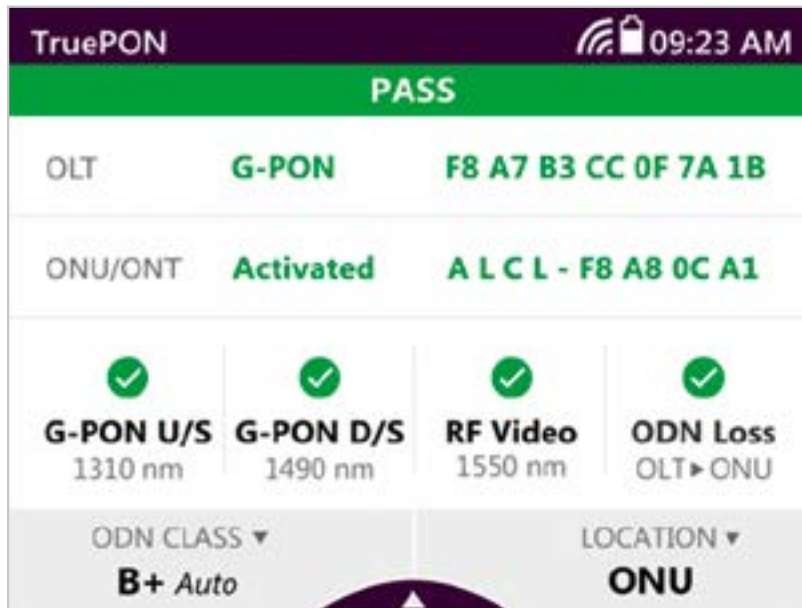 TruePON 09:23 AM
PASS
OLT G-PON F8 A7 B3 CC 0F 7A 1B
ONU/ONT Activated A L C L - F8 A8 0C A1
G-PON U/S G-PON D/S RF Video ODN Loss
1310 nm 1490 nm 1550 nm OLT▶ONU
ODN CLASS ▼ LOCATION ▼
B+ Auto ONU